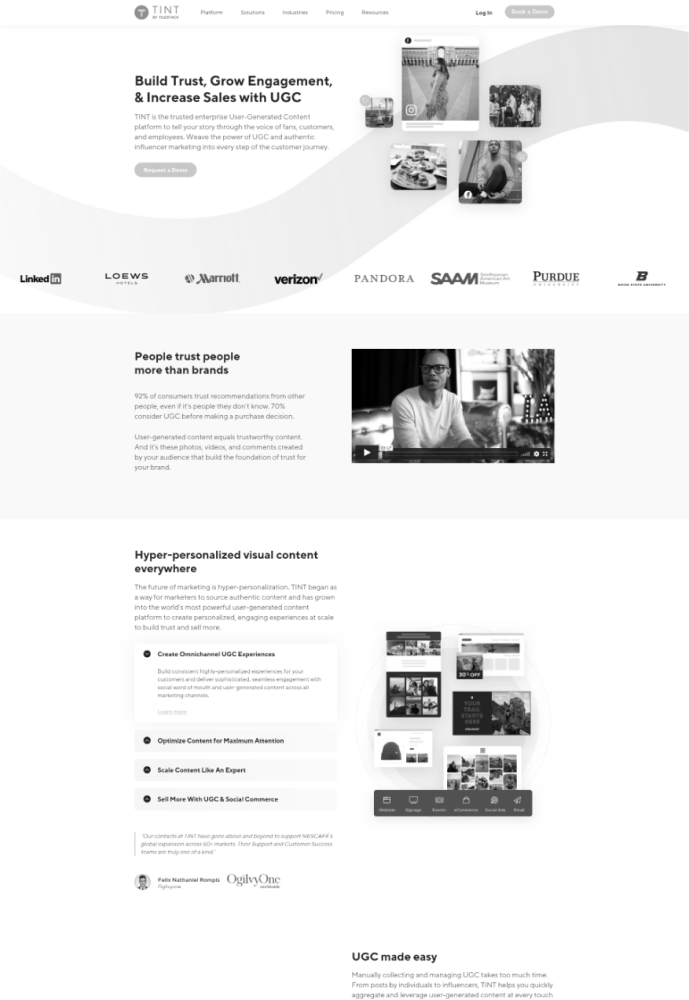 TINT
BY FILESTACK
Platform
Solutions
Industries
Pricing
Resources
Log In
Book a Demo
Build Trust, Grow Engagement,
& Increase Sales with UGC
TINT is the trusted enterprise User-Generated Content
platform to tell your story through the voice of fans, customers,
and employees. Weave the power of UGC and authentic
influencer marketing into every step of the customer journey.
Request a Demo
Linked in
LOEWS
HOTELS
Marriott
verizon
PANDORA
SAAM
Smithsonian
American Art
Museum
PURDUE
UNIVERSITY
B
BOISE STATE UNIVERSITY
People trust people
more than brands
92% of consumers trust recommendations from other
people, even if it's people they don't know. 70%
consider UGC before making a purchase decision.
User-generated content equals trustworthy content.
And it's these photos, videos, and comments created
by your audience that build the foundation of trust for
your brand.
LA
Hyper-personalized visual content
everywhere
The future of marketing is hyper-personalization. TINT began as
a way for marketers to source authentic content and has grown
into the world's most powerful user-generated content
platform to create personalized, engaging experiences at scale
to build trust and sell more.
Create Omnichannel UGC Experiences
Build consistent highly-personalized experiences for your
customers and deliver sophisticated, seamless engagement with
social word of mouth and user-generated content across all
marketing channels.
Learn more
Optimize Content for Maximum Attention
Scale Content Like An Expert
Sell More With UGC & Social Commerce
YOUR
TRAIL
STARTS
HERE
Website
Signage
Events
eCommerce
Social Ads
Email
"Our contacts at TINT have gone above and beyond to support NESCAFÉ's
global expansion across 50+ markets. Their Support and Customer Success
teams are truly one of a kind."
Felix Nathaniel Rompis
Ogilvyone
OgilvyOne
worldwide
UGC made easy
Manually collecting and managing UGC takes too much time.
From posts by individuals to influencers, TINT helps you quickly
aggregate and leverage user-generated content at every touch